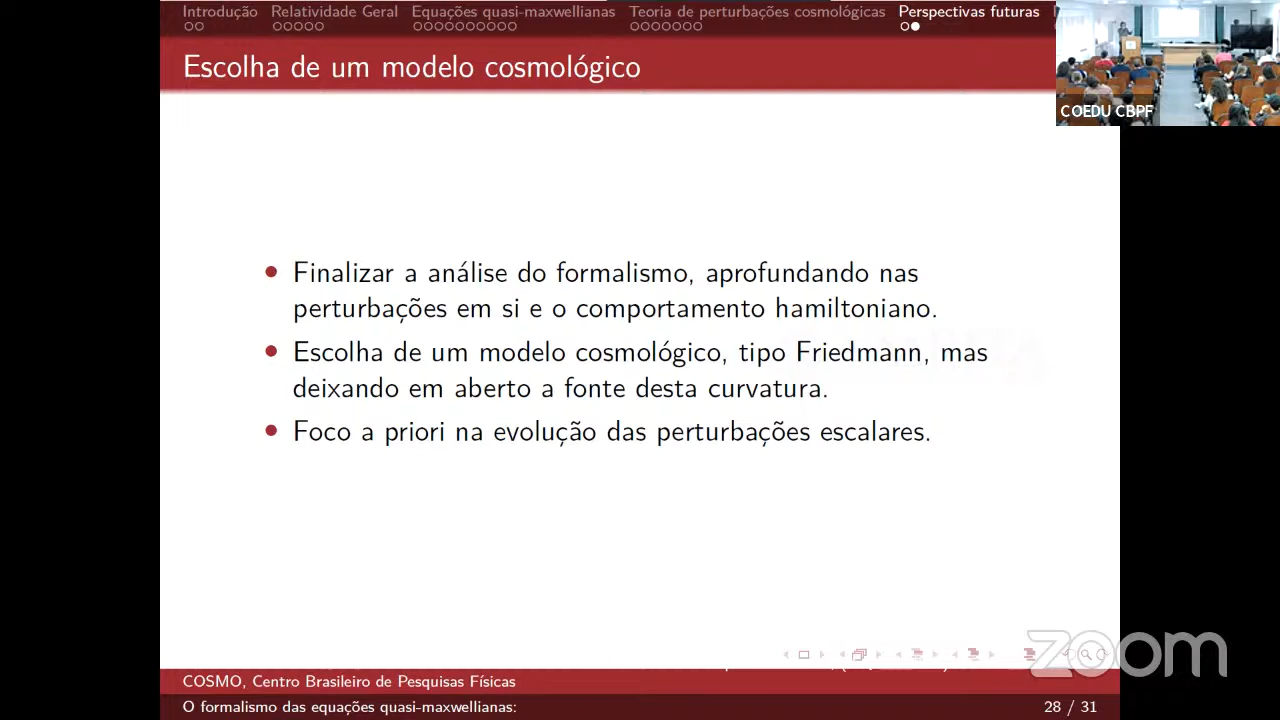 Introdução Relatividade Geral Equações quasi-maxwellianas Teoria de perturbações cosmológicas Perspectivas futuras
Escolha de um modelo cosmológico
COEDU CBPF
• Finalizar a análise do formalismo, aprofundando nas
perturbações em si e o comportamento hamiltoniano.
• Escolha de um modelo cosmológico, tipo Friedmann, mas
deixando em aberto a fonte desta curvatura.
• Foco a priori na evolução das perturbações escalares.
zoom
COSMO, Centro Brasileiro de Pesquisas Físicas
O formalismo das equações quasi-maxwellianas:
28 / 31